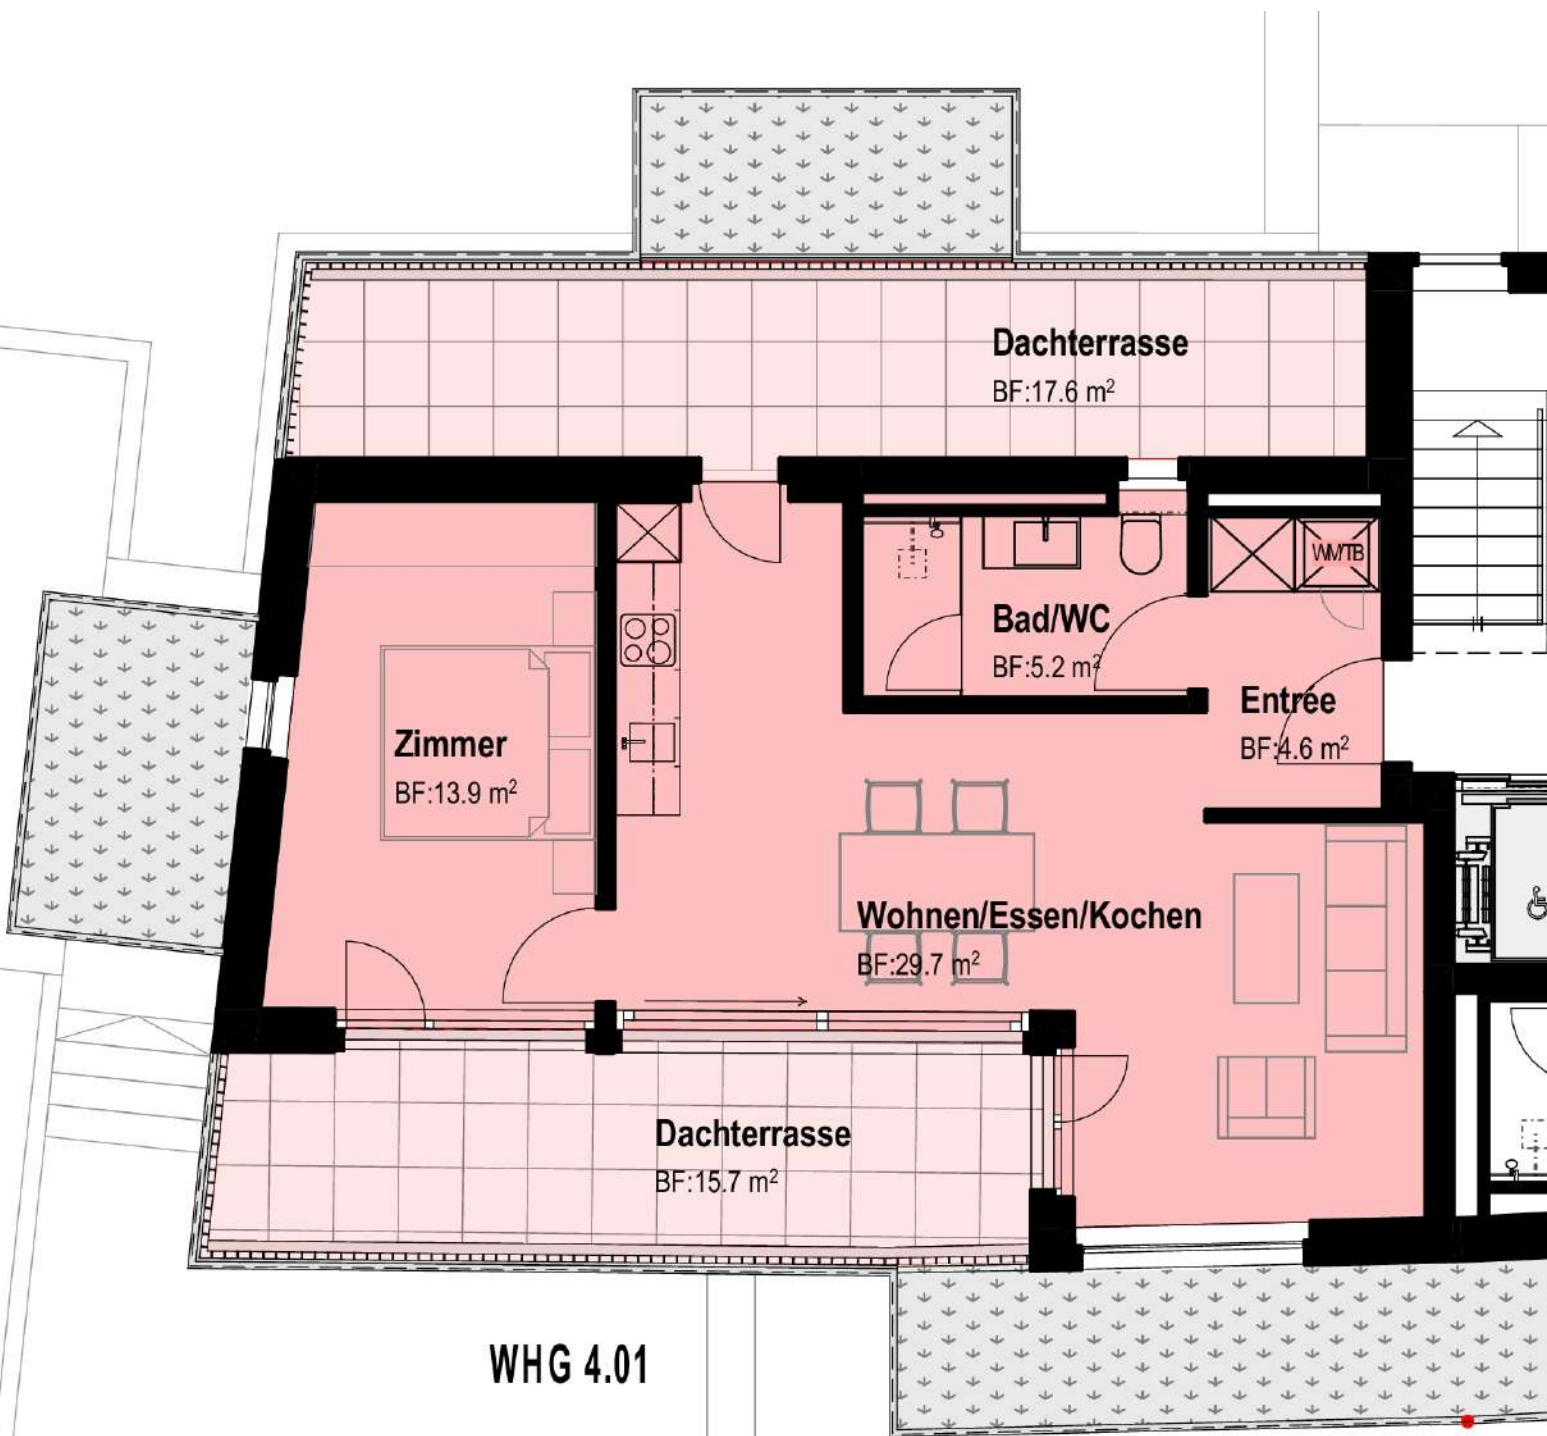 Dachterrasse
BF:17.6 m²
WM/TB
Bad/WC
BF:5.2 m²
Entrée
BF:4.6 m²
Zimmer
BF:13.9 m²
Wohnen/Essen/Kochen
BF:29.7 m²
Dachterrasse
BF:15.7 m²
WHG 4.01